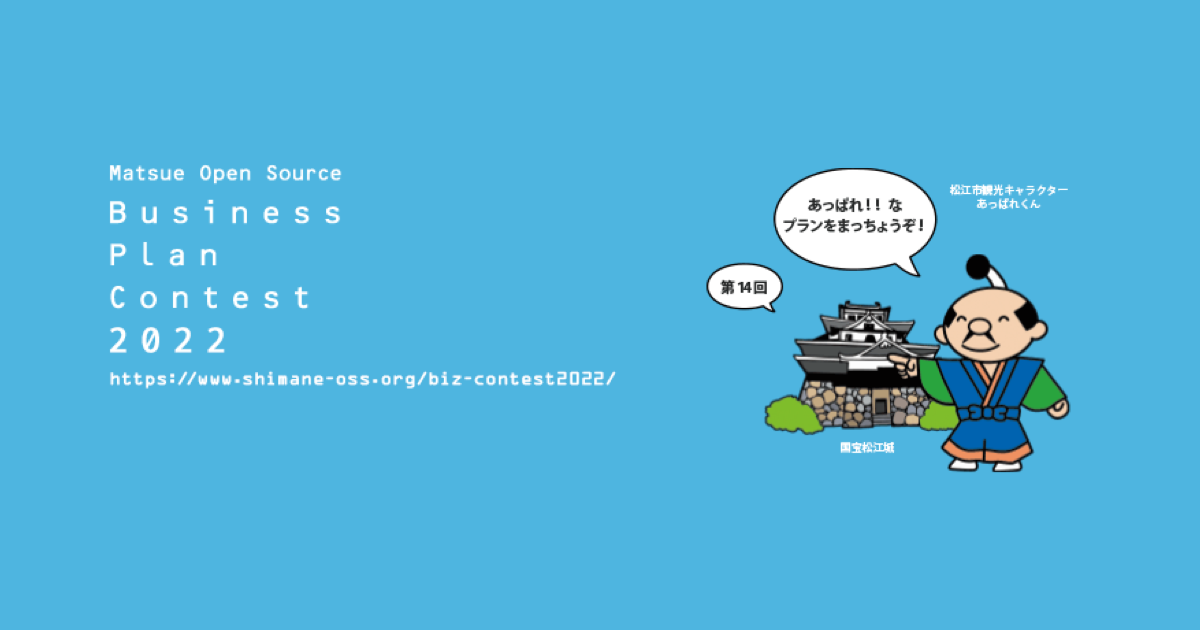 Matsue Open Source
Business
Plan
Contest
2022
https://www.shimane-oss.org/biz-contest2022/
あっぱれ!! な
プランをまっちょうぞ!
松江市観光キャラクター
あっぱれくん
第14回
国宝松江城